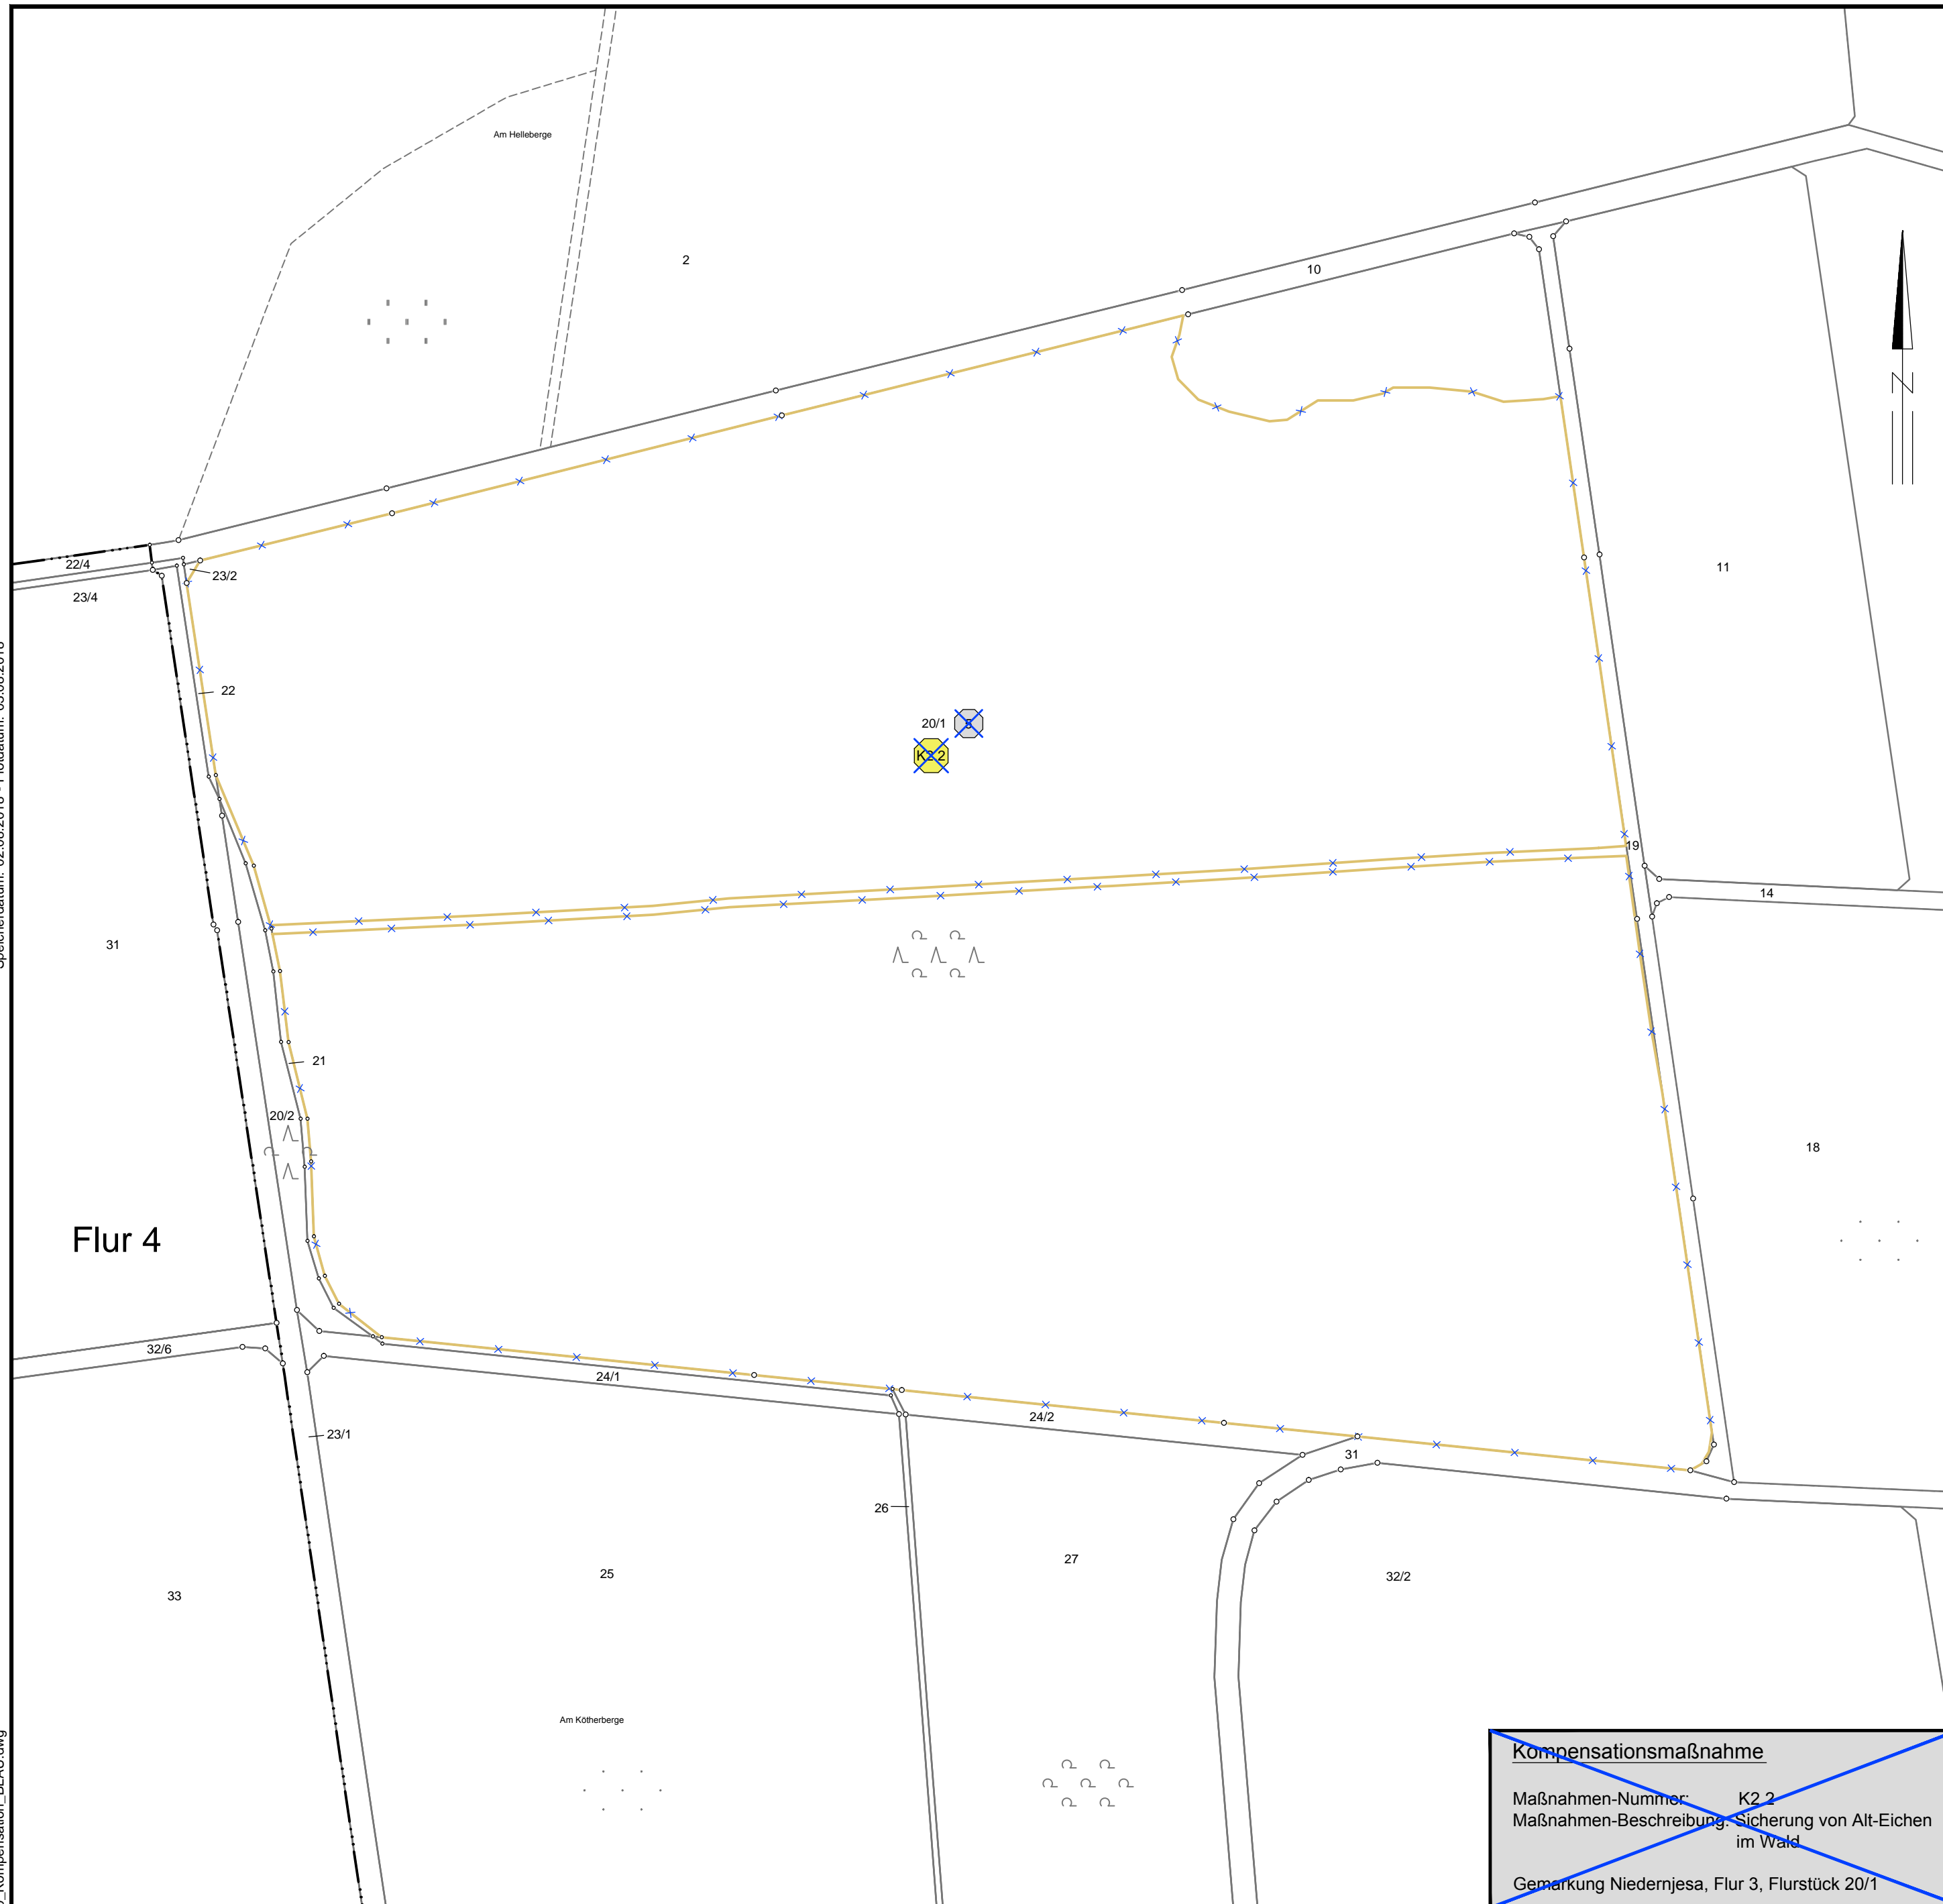 Am Helleberge
2
10
22/4
23/2
23/4
11
22
20/1
K2.2
19
14
31
21
20/2
18
Flur 4
32/6
24/1
24/2
23/1
31
26
27
25
32/2
33
Am Kötherberge
Kompensationsmaßnahme
Maßnahmen-Nummer: K2.2
Maßnahmen-Beschreibung: Sicherung von Alt-Eichen
im Wald
Gemarkung Niedernjesa, Flur 3, Flurstück 20/1